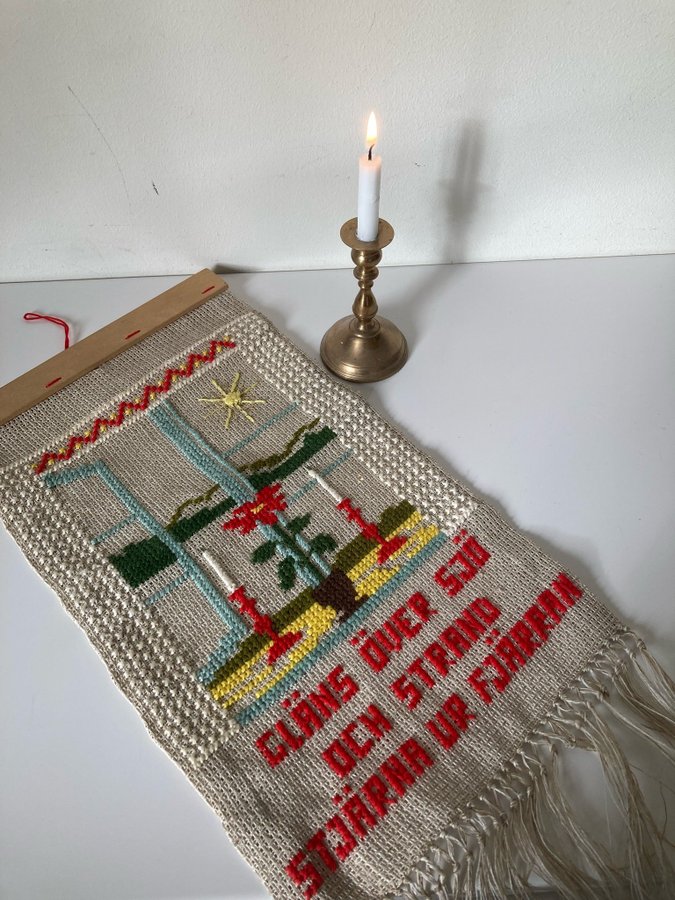 GLÄNS ÖVER SJÖ
OCH STRAND
STJÄRNA UR FJÄRRAN